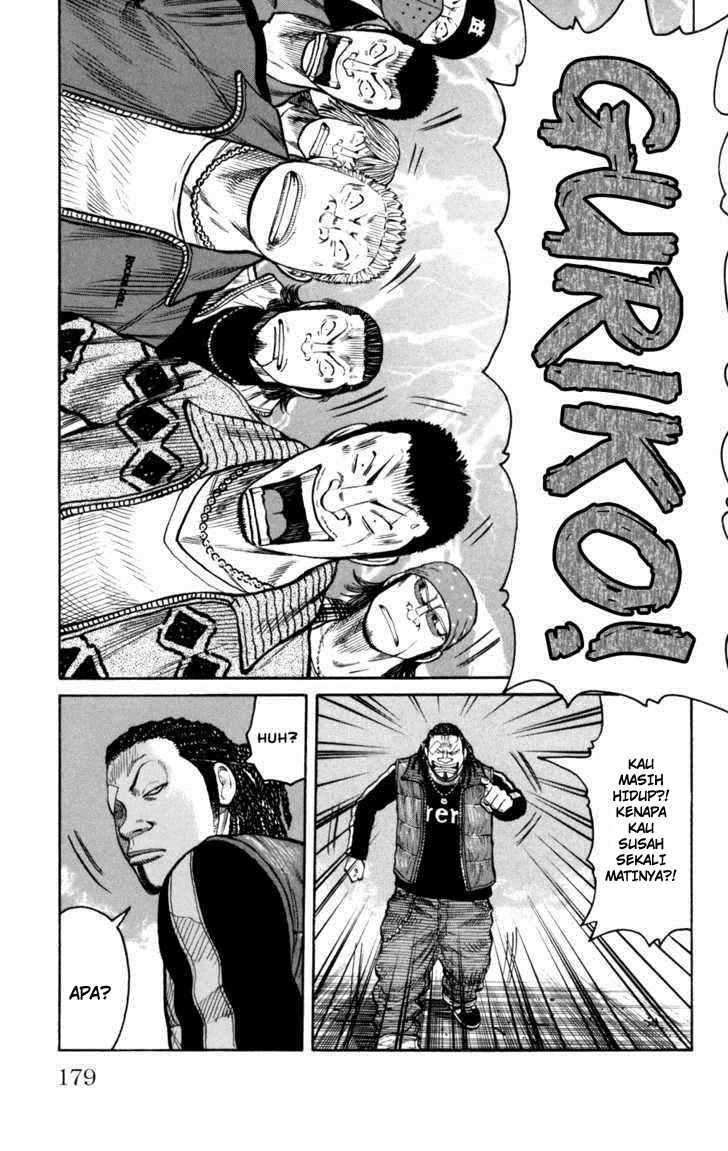 GURIKO!
KAU
MASIH
HIDUP?!
KENAPA
KAU
SUSAH
SEKALI
MATINYA?!
HUH?
APA?
179